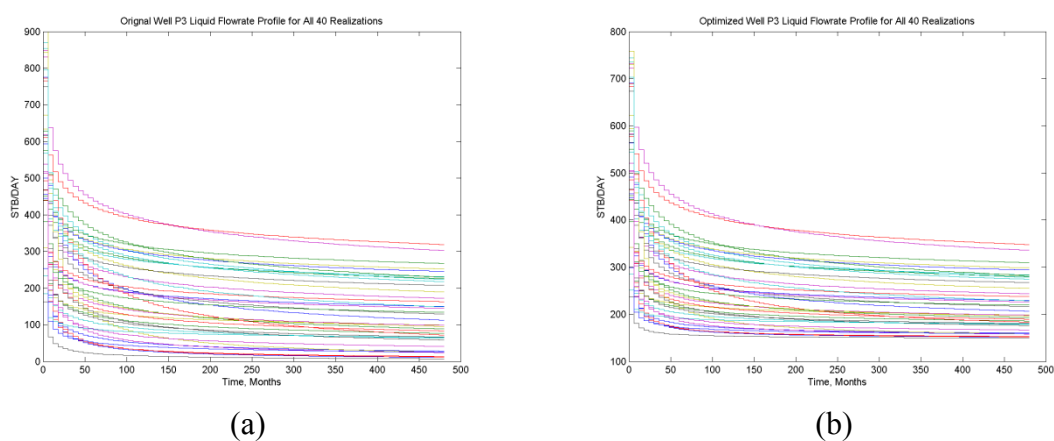 Orignal Well P3 Liquid Flowrate Profile for All 40 Realizations
900
800
700
600
500
400
300
200
100
0
STB/DAY
0 50 100 150 200 250 300 350 400 450 500
Time, Months
(a)
Optimized Well P3 Liquid Flowrate Profile for All 40 Realizations
800
700
600
500
400
300
200
100
STB/DAY
0 50 100 150 200 250 300 350 400 450 500
Time, Months
(b)